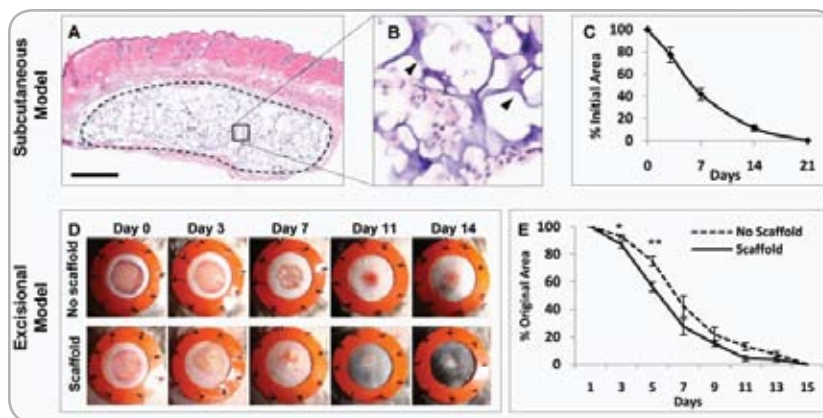 Subcutaneous
Model
A
B
C
% Initial Area
100
80
60
40
20
0
0 7 14 21
Days
Excisional
Model
D
Day 0 Day 3 Day 7 Day 11 Day 14
No scaffold
Scaffold
E
% Original Area
100
80
60
40
20
0
* **
No Scaffold
Scaffold
1 3 5 7 9 11 13 15
Days